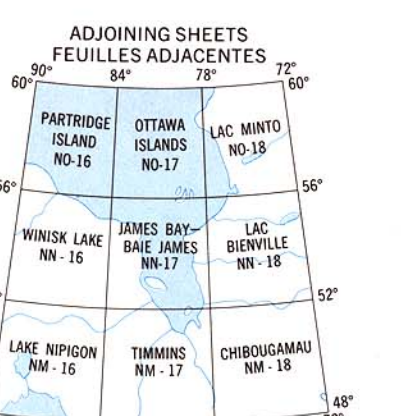 ADJOINING SHEETS
FEUILLES ADJACENTES
90° 84° 78° 72°
60° 60°
PARTRIDGE
ISLAND
NO-16
OTTAWA
ISLANDS
NO-17
LAC MINTO
NO-18
56° 56°
WINISK LAKE
NN - 16
JAMES BAY–
BAIE JAMES
NN-17
LAC
BIENVILLE
NN - 18
52°
LAKE NIPIGON
NM - 16
TIMMINS
NM - 17
CHIBOUGAMAU
NM - 18
48°